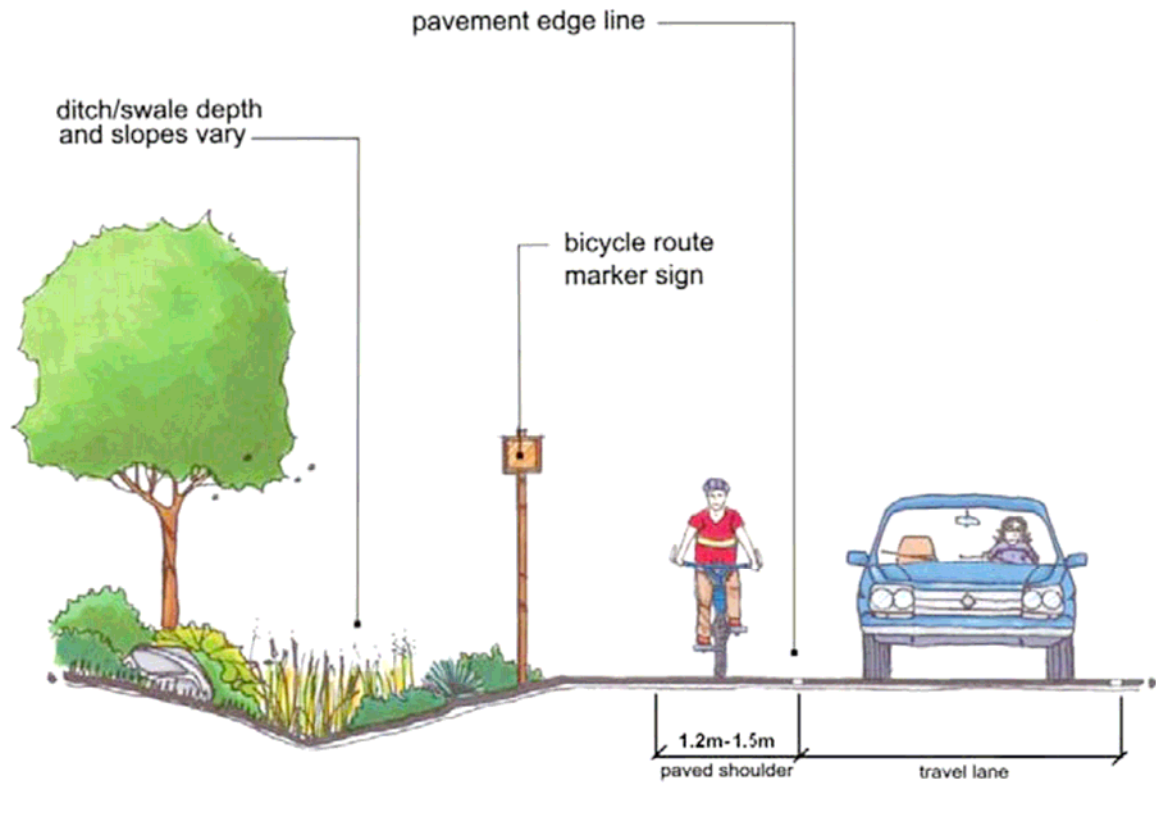 pavement edge line
ditch/swale depth
and slopes vary
bicycle route
marker sign
1.2m-1.5m
paved shoulder
travel lane